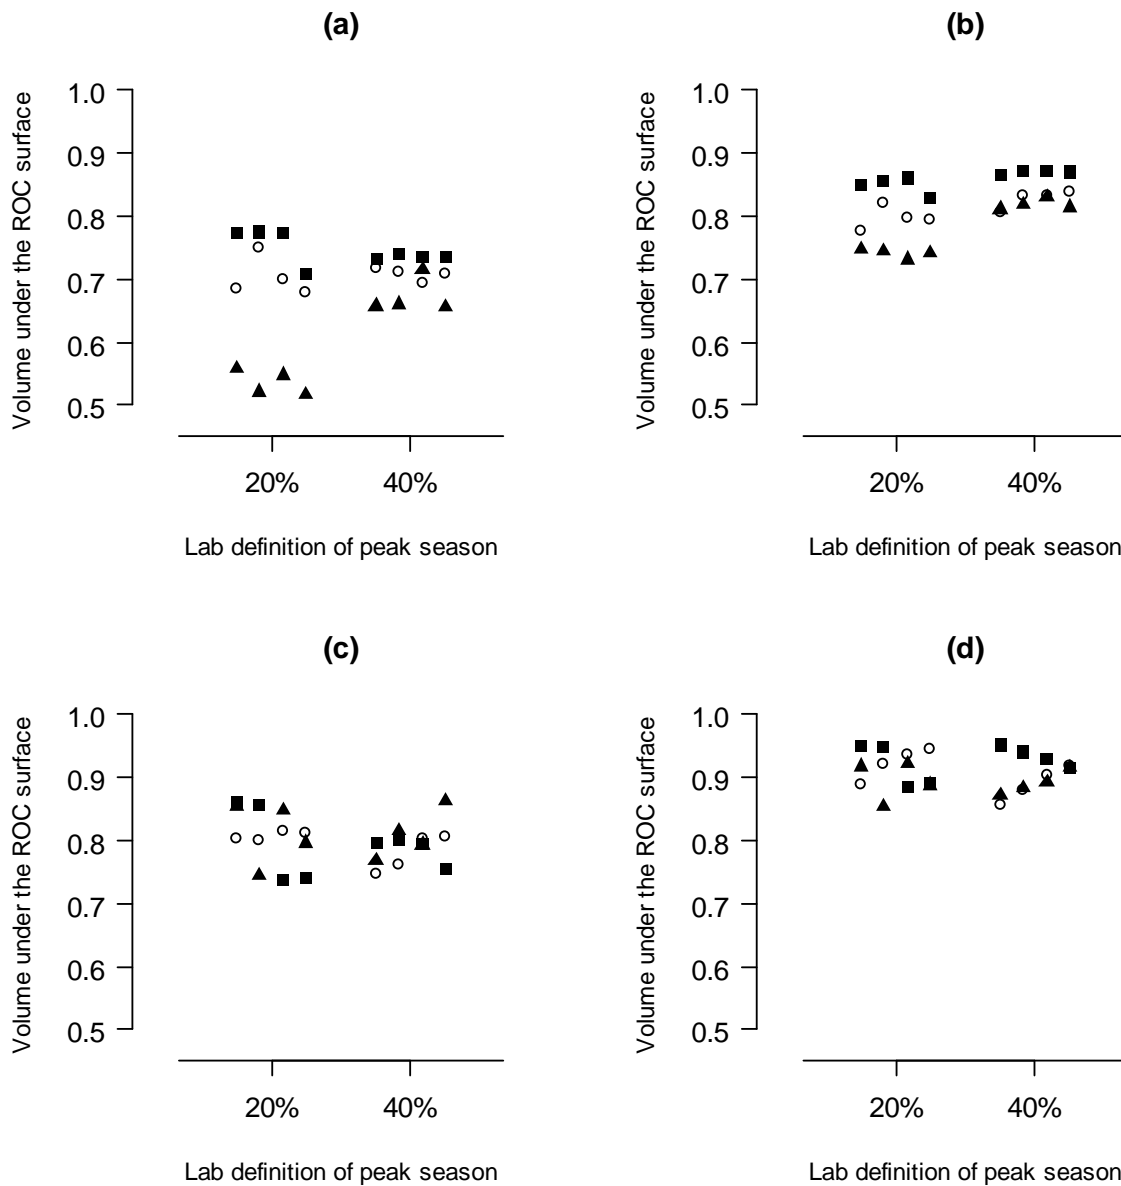 (a)
Volume under the ROC surface
1.0
0.9
0.8
0.7
0.6
0.5
20%
40%
Lab definition of peak season
(b)
Volume under the ROC surface
1.0
0.9
0.8
0.7
0.6
0.5
20%
40%
Lab definition of peak season
(c)
Volume under the ROC surface
1.0
0.9
0.8
0.7
0.6
0.5
20%
40%
Lab definition of peak season
(d)
Volume under the ROC surface
1.0
0.9
0.8
0.7
0.6
0.5
20%
40%
Lab definition of peak season